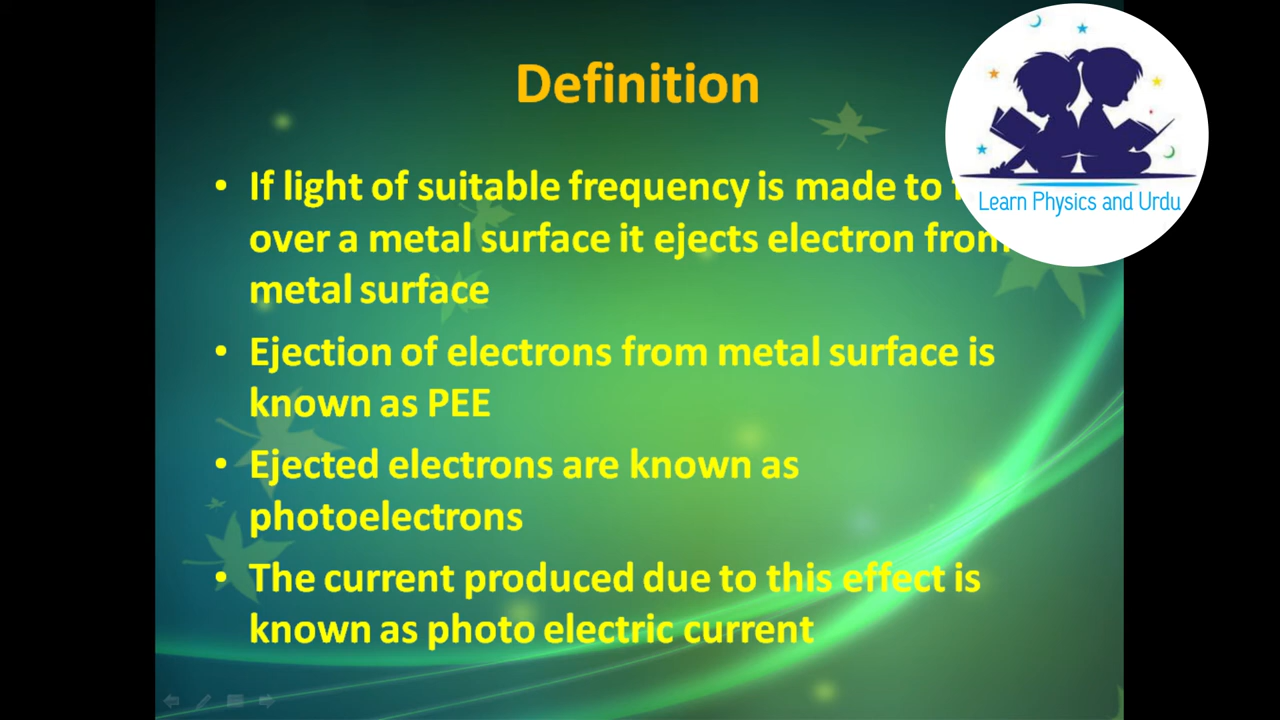 Definition
• If light of suitable frequency is made to
over a metal surface it ejects electron from
metal surface
• Ejection of electrons from metal surface is
known as PEE
• Ejected electrons are known as
photoelectrons
• The current produced due to this effect is
known as photo electric current
Learn Physics and Urdu